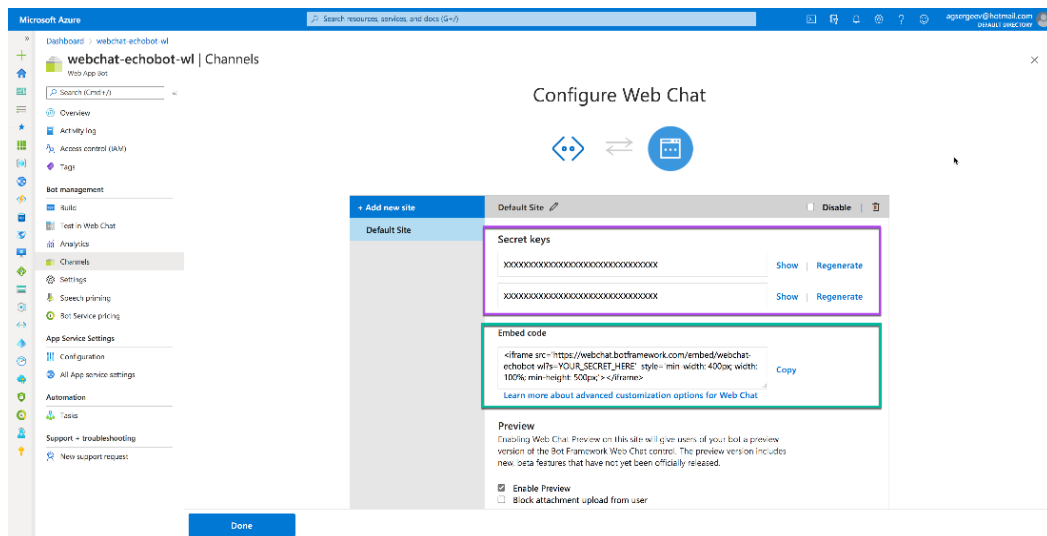 Microsoft Azure
Search resources, services, and docs (G+/)
agsergeev@hotmail.com
DEFAULT DIRECTORY
Dashboard > webchat-echobot-wl
webchat-echobot-wl | Channels
Web App Bot
Search (Cmd+/)
Overview
Activity log
Access control (IAM)
Tags
Bot management
Build
Test in Web Chat
Analytics
Channels
Settings
Speech priming
Bot Service pricing
App Service Settings
Configuration
All App service settings
Automation
Tasks
Support + troubleshooting
New support request
Configure Web Chat
+ Add new site
Default Site
Default Site
Disable |
Secret keys
XXXXXXXXXXXXXXXXXXXXXXXXXXXXXXX
Show | Regenerate
XXXXXXXXXXXXXXXXXXXXXXXXXXXXXXX
Show | Regenerate
Embed code
<iframe src='https://webchat.botframework.com/embed/webchat-
echobot-wl?s=YOUR_SECRET_HERE' style='min-width: 400px; width:
100%; min-height: 500px;'></iframe>
Copy
Learn more about advanced customization options for Web Chat
Preview
Enabling Web Chat Preview on this site will give users of your bot a preview
version of the Bot Framework Web Chat control. The preview version includes
new, beta features that have not yet been officially released.
Enable Preview
Block attachment upload from user
Done